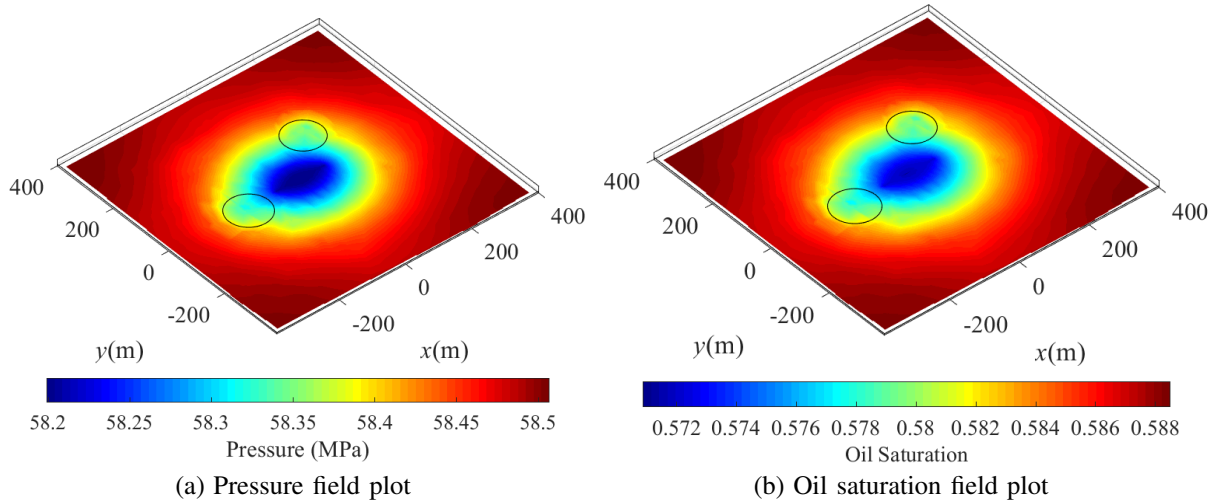 400
200
0
-200
y(m)
400
200
0
-200
x(m)
58.2 58.25 58.3 58.35 58.4 58.45 58.5
Pressure (MPa)
(a) Pressure field plot
400
200
0
-200
y(m)
400
200
0
-200
x(m)
0.572 0.574 0.576 0.578 0.58 0.582 0.584 0.586 0.588
Oil Saturation
(b) Oil saturation field plot